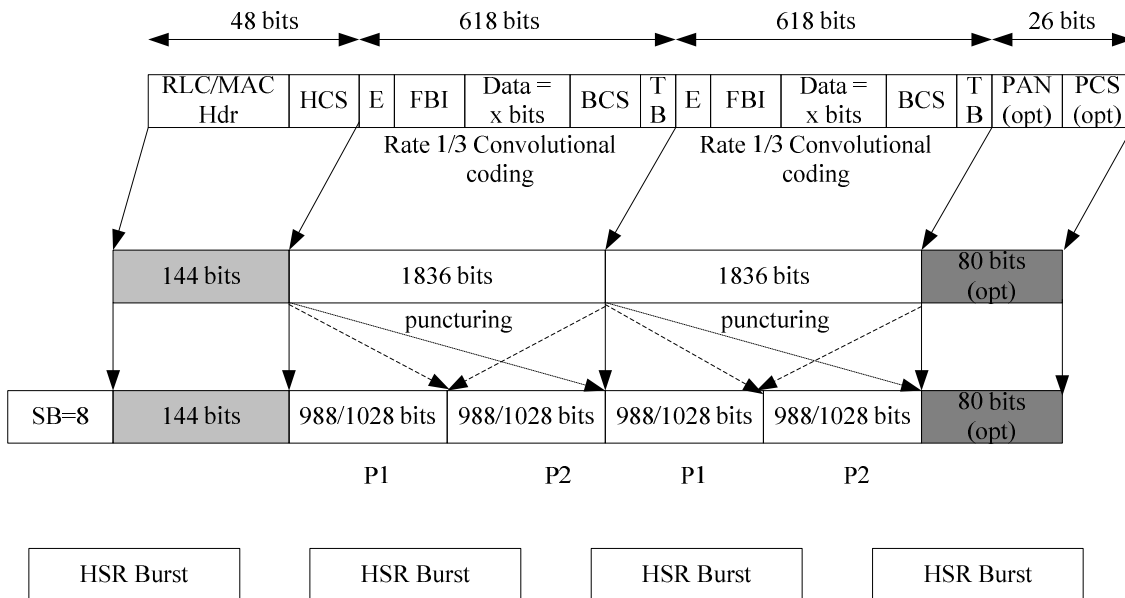 48 bits 618 bits 618 bits 26 bits
RLC/MAC Hdr
HCS
E
FBI
Data = x bits
BCS
T B
E
FBI
Data = x bits
BCS
T B
PAN (opt)
PCS (opt)
Rate 1/3 Convolutional coding
Rate 1/3 Convolutional coding
144 bits
1836 bits
1836 bits
80 bits (opt)
puncturing
puncturing
SB=8
144 bits
988/1028 bits
988/1028 bits
988/1028 bits
988/1028 bits
80 bits (opt)
P1
P2
P1
P2
HSR Burst
HSR Burst
HSR Burst
HSR Burst